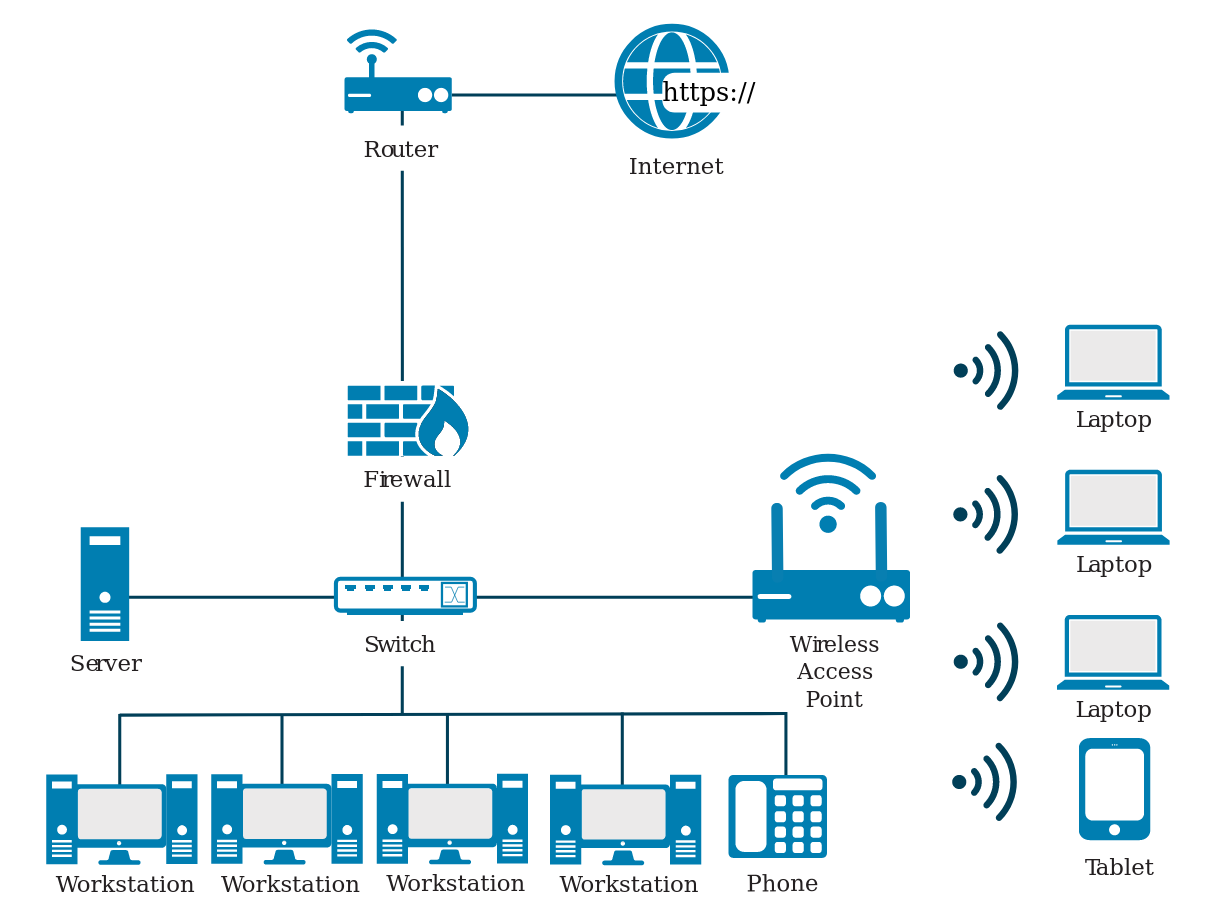 https://
Router
Internet
Laptop
Firewall
Laptop
Switch
Server
Wireless
Access
Point
Laptop
Workstation
Workstation
Workstation
Workstation
Phone
Tablet